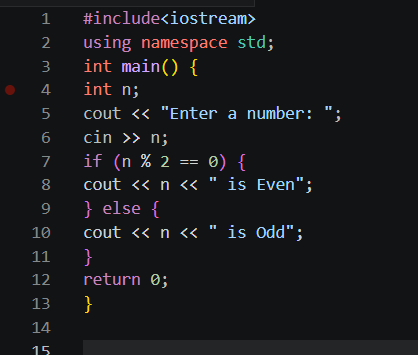 1 #include<iostream>
2 using namespace std;
3 int main() {
4 int n;
5 cout << "Enter a number: ";
6 cin >> n;
7 if (n % 2 == 0) {
8 cout << n << " is Even";
9 } else {
10 cout << n << " is Odd";
11 }
12 return 0;
13 }
14
15